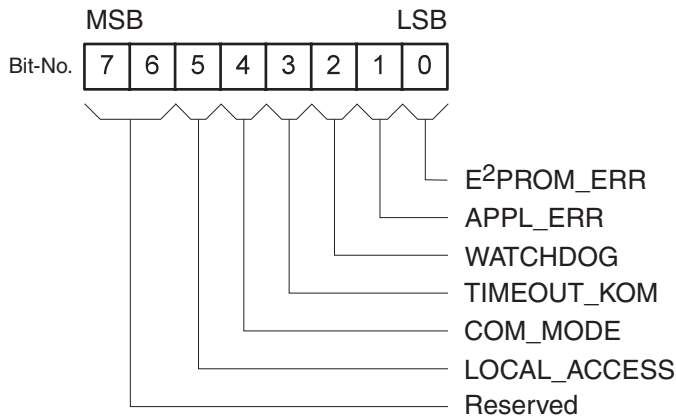 MSB LSB
Bit-No. 7 6 5 4 3 2 1 0
E²PROM_ERR
APPL_ERR
WATCHDOG
TIMEOUT_KOM
COM_MODE
LOCAL_ACCESS
Reserved